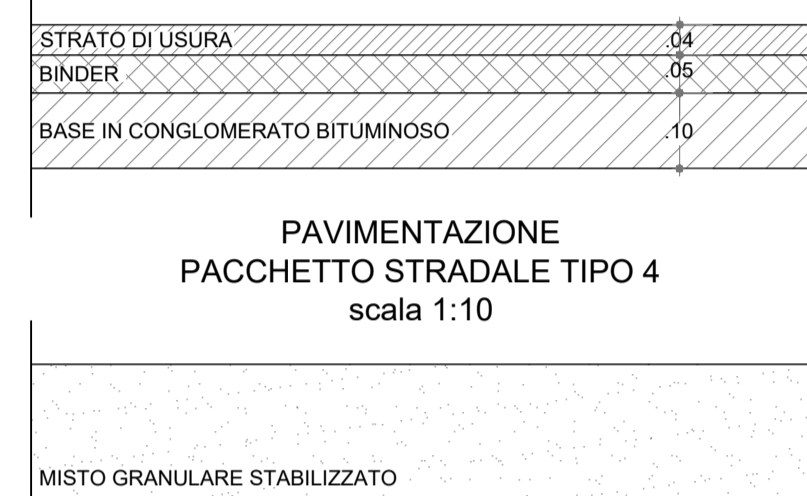 STRATO DI USURA .04
BINDER .05
BASE IN CONGLOMERATO BITUMINOSO .10
PAVIMENTAZIONE
PACCHETTO STRADALE TIPO 4
scala 1:10
MISTO GRANULARE STABILIZZATO